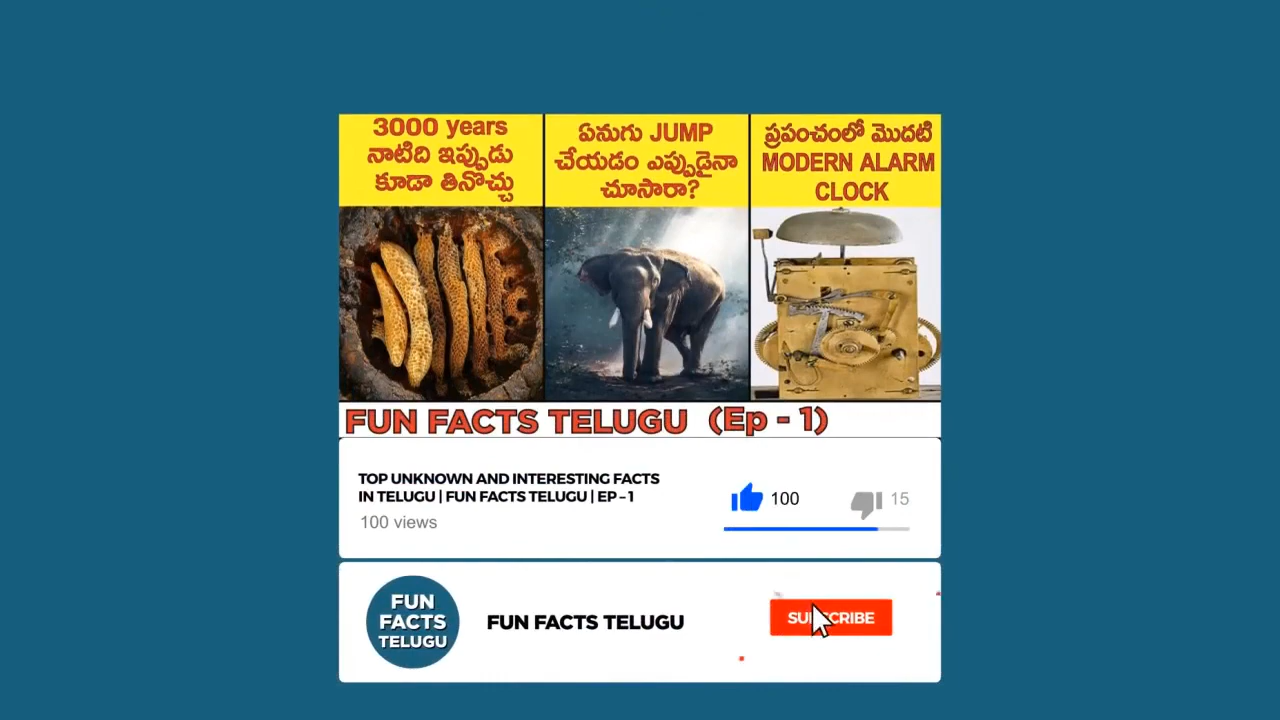 3000 years
నాటిది ఇప్పుడు
కూడా తినొచ్చు
ఏనుగు JUMP
చేయడం ఎప్పుడైనా
చూసారా?
ప్రపంచంలో మొదటి
MODERN ALARM
CLOCK
FUN FACTS TELUGU (Ep - 1)
TOP UNKNOWN AND INTERESTING FACTS
IN TELUGU | FUN FACTS TELUGU | EP – 1
100 views
100
15
FUN
FACTS
TELUGU
FUN FACTS TELUGU
SUBSCRIBE